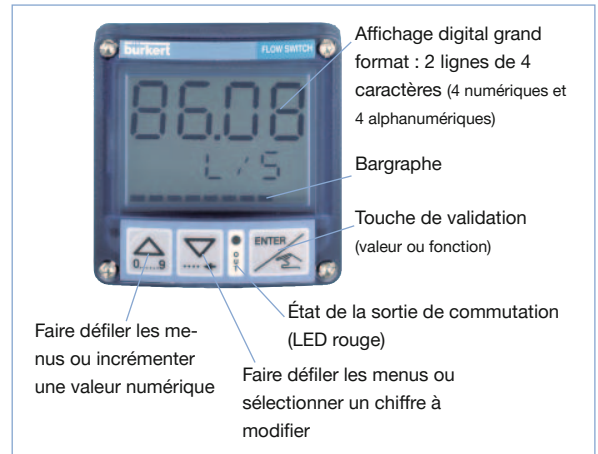 burkert
FLOW SWITCH
86.08
L/S
0.....9
OUT
ENTER
Affichage digital grand
format : 2 lignes de 4
caractères (4 numériques et
4 alphanumériques)
Bargraphe
Touche de validation
(valeur ou fonction)
État de la sortie de commutation
(LED rouge)
Faire défiler les me-
nus ou incrémenter
une valeur numérique
Faire défiler les menus ou
sélectionner un chiffre à
modifier